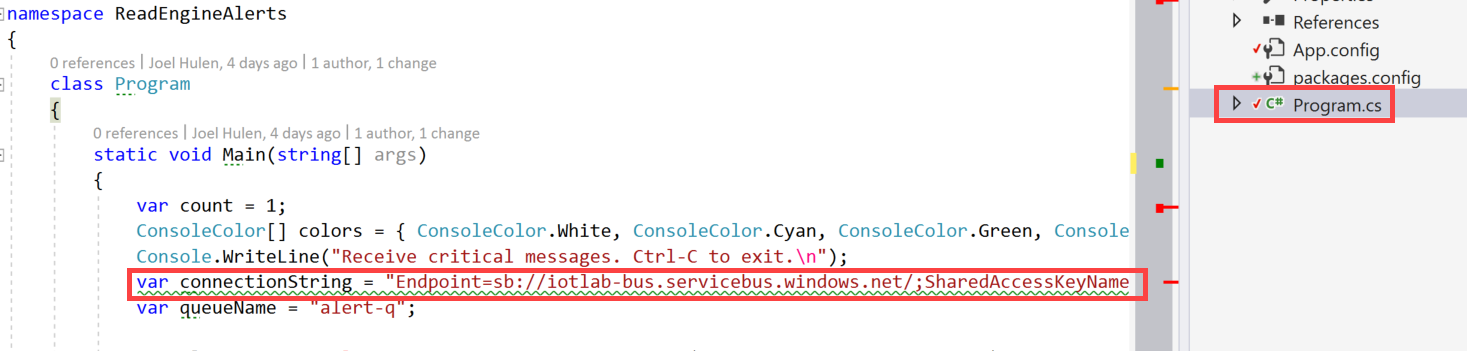 namespace ReadEngineAlerts
{
0 references | Joel Hulen, 4 days ago | 1 author, 1 change
class Program
{
0 references | Joel Hulen, 4 days ago | 1 author, 1 change
static void Main(string[] args)
{
var count = 1;
ConsoleColor[] colors = { ConsoleColor.White, ConsoleColor.Cyan, ConsoleColor.Green, Console
Console.WriteLine("Receive critical messages. Ctrl-C to exit.\n");
var connectionString = "Endpoint=sb://iotlab-bus.servicebus.windows.net/;SharedAccessKeyName
var queueName = "alert-q";
References
App.config
packages.config
C# Program.cs